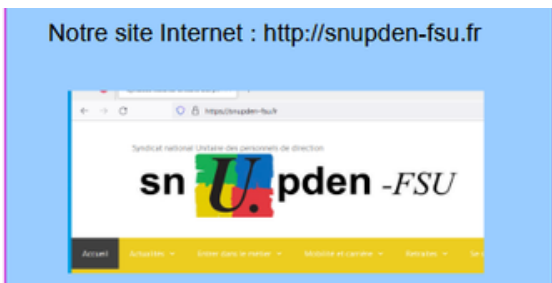 Notre site Internet : http://snupden-fsu.fr
https://snupden-fsu.fr
Syndicat national Unitaire des personnels de direction
sn U. pden -FSU
Accueil Actualités Entrer dans le métier Mobilité et carrière Retraites